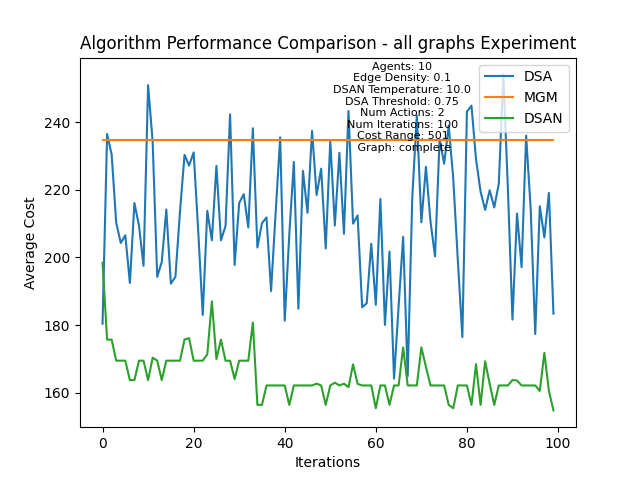 Algorithm Performance Comparison - all graphs Experiment
Agents: 10
Edge Density: 0.1
DSAN Temperature: 10.0
DSA Threshold: 0.75
Num Actions: 2
Num Iterations: 100
Cost Range: 501
Graph: complete
DSA
MGM
DSAN
Average Cost
240
220
200
180
160
0
20
40
60
80
100
Iterations